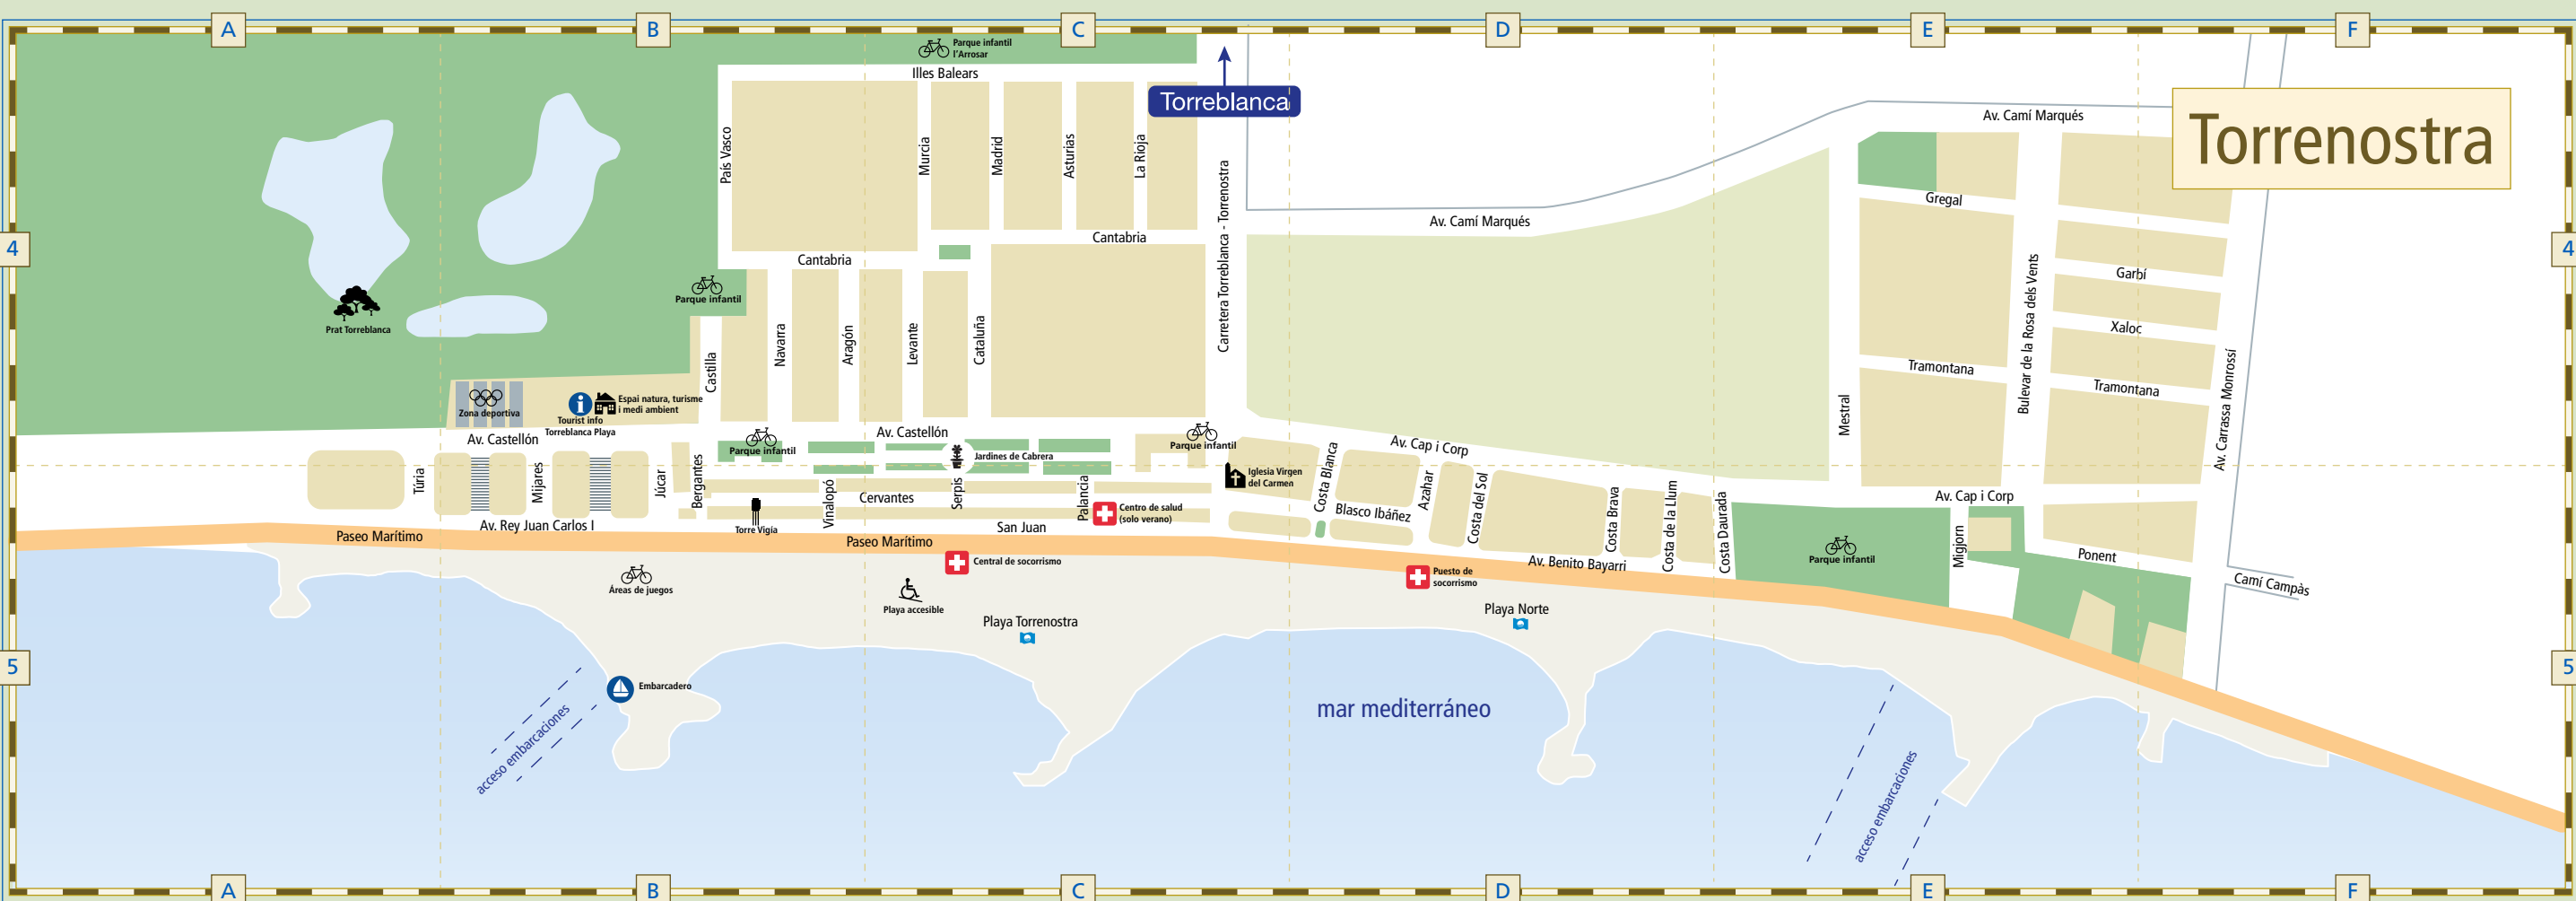 A
B
C
D
E
F
Parque infantil
l'Arrosar
Illes Balears
Torreblanca
Torrenostra
Av. Camí Marqués
País Vasco
Murcia
Madrid
Asturias
La Rioja
Carretera Torreblanca - Torrenostra
Gregal
Av. Camí Marqués
Cantabria
Cantabria
4
4
Bulevar de la Rosa dels Vents
Garbí
Xaloc
Parque infantil
Prat Torreblanca
Castilla
Navarra
Aragón
Levante
Cataluña
Tramontana
Tramontana
Mestral
Av. Carrassa Monrossí
Zona deportiva
Tourist info
Torreblanca Playa
Espai natura, turisme
i medi ambient
Av. Castellón
Av. Castellón
Parque infantil
Jardines de Cabrera
Parque infantil
Av. Cap i Corp
Iglesia Virgen
del Carmen
Túria
Mijares
Júcar
Bergantes
Vinalopó
Cervantes
Serpis
Palancia
Costa Blanca
Blasco Ibáñez
Azahar
Costa del Sol
Costa Brava
Costa de la Llum
Costa Daurada
Av. Cap i Corp
Centro de salud
(solo verano)
Av. Rey Juan Carlos I
Torre Vigía
San Juan
Paseo Marítimo
Paseo Marítimo
Central de socorrismo
Puesto de
socorrismo
Av. Benito Bayarri
Parque infantil
Migjorn
Ponent
Camí Campàs
Áreas de juegos
Playa accesible
Playa Torrenostra
Playa Norte
5
5
Embarcadero
acceso embarcaciones
mar mediterráneo
acceso embarcaciones
A
B
C
D
E
F